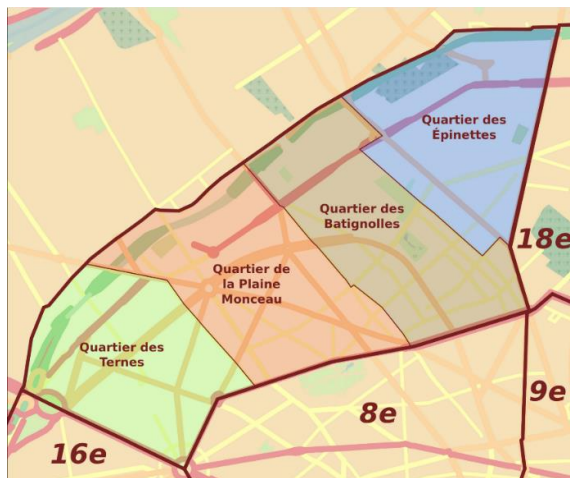 Quartier des
Épinettes
Quartier des
Batignolles
18e
Quartier de
la Plaine
Monceau
Quartier des
Ternes
9e
8e
16e